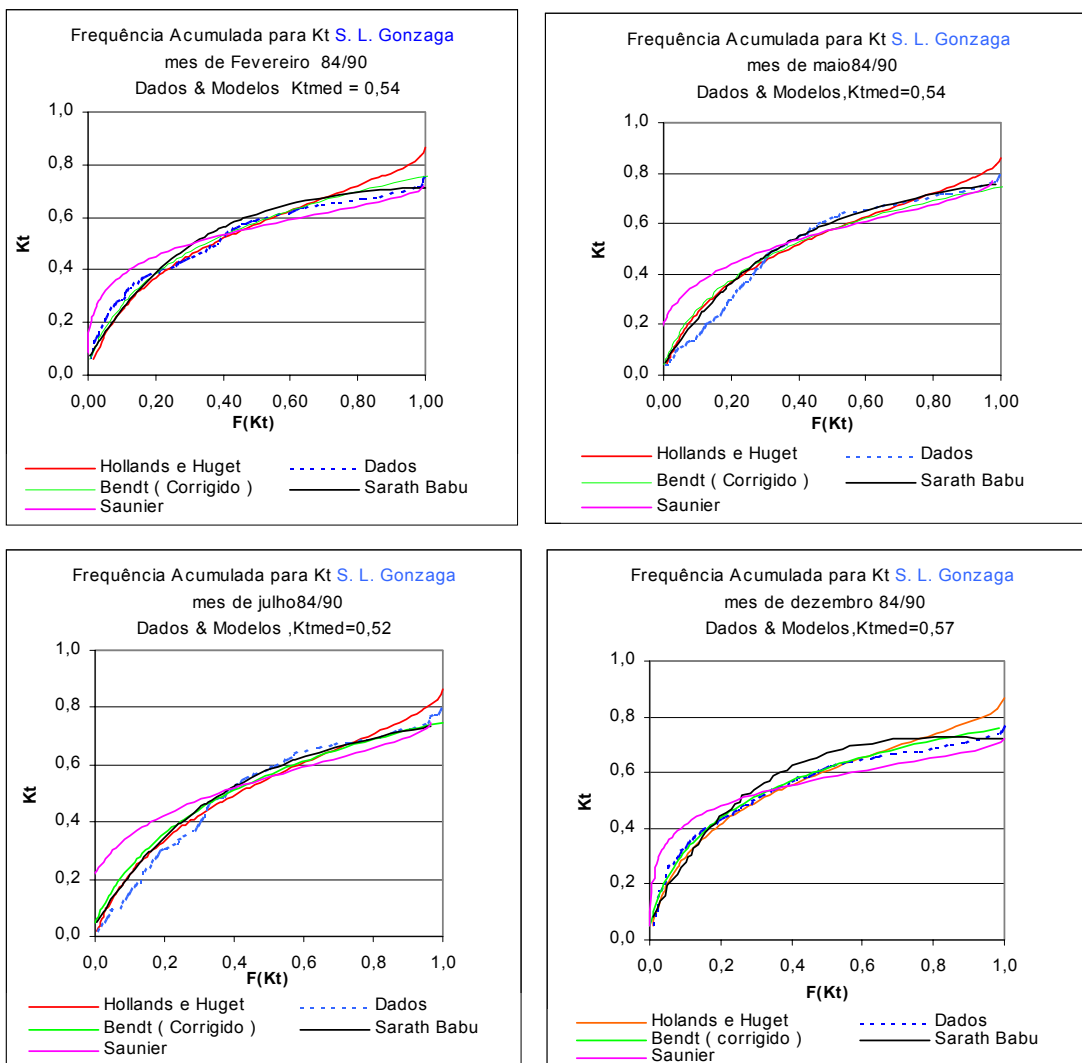 Frequência Acumulada para Kt S. L. Gonzaga
mes de Fevereiro 84/90
Dados & Modelos Ktmed = 0,54
1,0
0,8
0,6
0,4
0,2
0,0
Kt
0,00 0,20 0,40 0,60 0,80 1,00
F(Kt)
Hollands e Huget
Dados
Bendt ( Corrigido )
Sarath Babu
Saunier
Frequência Acumulada para Kt S. L. Gonzaga
mes de maio84/90
Dados & Modelos,Ktmed=0,54
1,0
0,8
0,6
0,4
0,2
0,0
Kt
0,00 0,20 0,40 0,60 0,80 1,00
F(Kt)
Hollands e Huget
Dados
Bendt ( Corrigido )
Sarath Babu
Saunier
Frequência Acumulada para Kt S. L. Gonzaga
mes de julho84/90
Dados & Modelos ,Ktmed=0,52
1,0
0,8
0,6
0,4
0,2
0,0
Kt
0,0 0,2 0,4 0,6 0,8 1,0
F(Kt)
Hollands e Huget
Dados
Bendt ( Corrigido )
Sarath Babu
Saunier
Frequência Acumulada para Kt S. L. Gonzaga
mes de dezembro 84/90
Dados & Modelos,Ktmed=0,57
1,0
0,8
0,6
0,4
0,2
0,0
Kt
0,0 0,2 0,4 0,6 0,8 1,0
F(Kt)
Holands e Huget
Dados
Bendt ( corrigido )
Sarath Babu
Saunier